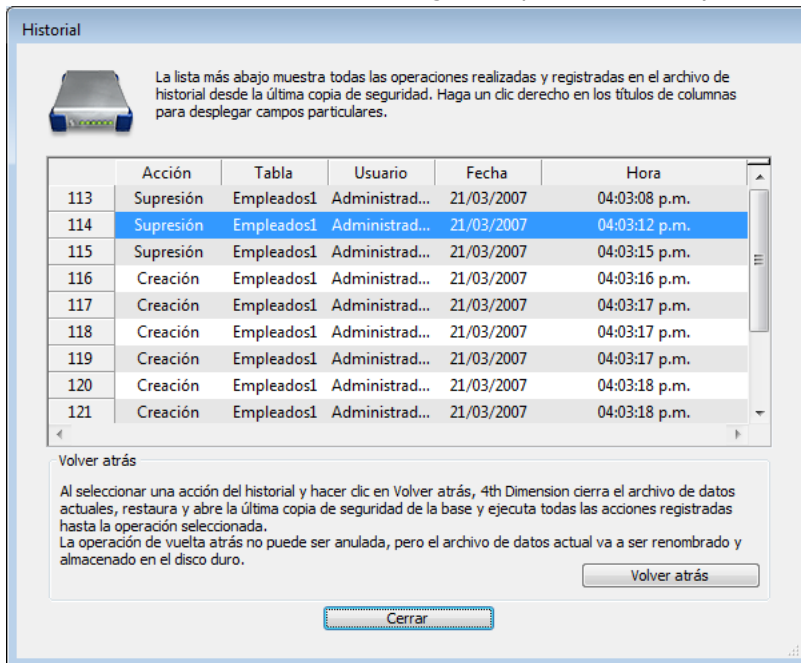 Historial
La lista más abajo muestra todas las operaciones realizadas y registradas en el archivo de
historial desde la última copia de seguridad. Haga un clic derecho en los títulos de columnas
para desplegar campos particulares.
Acción Tabla Usuario Fecha Hora
113 Supresión Empleados1 Administrad... 21/03/2007 04:03:08 p.m.
114 Supresión Empleados1 Administrad... 21/03/2007 04:03:12 p.m.
115 Supresión Empleados1 Administrad... 21/03/2007 04:03:15 p.m.
116 Creación Empleados1 Administrad... 21/03/2007 04:03:16 p.m.
117 Creación Empleados1 Administrad... 21/03/2007 04:03:17 p.m.
118 Creación Empleados1 Administrad... 21/03/2007 04:03:17 p.m.
119 Creación Empleados1 Administrad... 21/03/2007 04:03:17 p.m.
120 Creación Empleados1 Administrad... 21/03/2007 04:03:18 p.m.
121 Creación Empleados1 Administrad... 21/03/2007 04:03:18 p.m.
Volver atrás
Al seleccionar una acción del historial y hacer clic en Volver atrás, 4th Dimension cierra el archivo de datos
actuales, restaura y abre la última copia de seguridad de la base y ejecuta todas las acciones registradas
hasta la operación seleccionada.
La operación de vuelta atrás no puede ser anulada, pero el archivo de datos actual va a ser renombrado y
almacenado en el disco duro.
Volver atrás
Cerrar